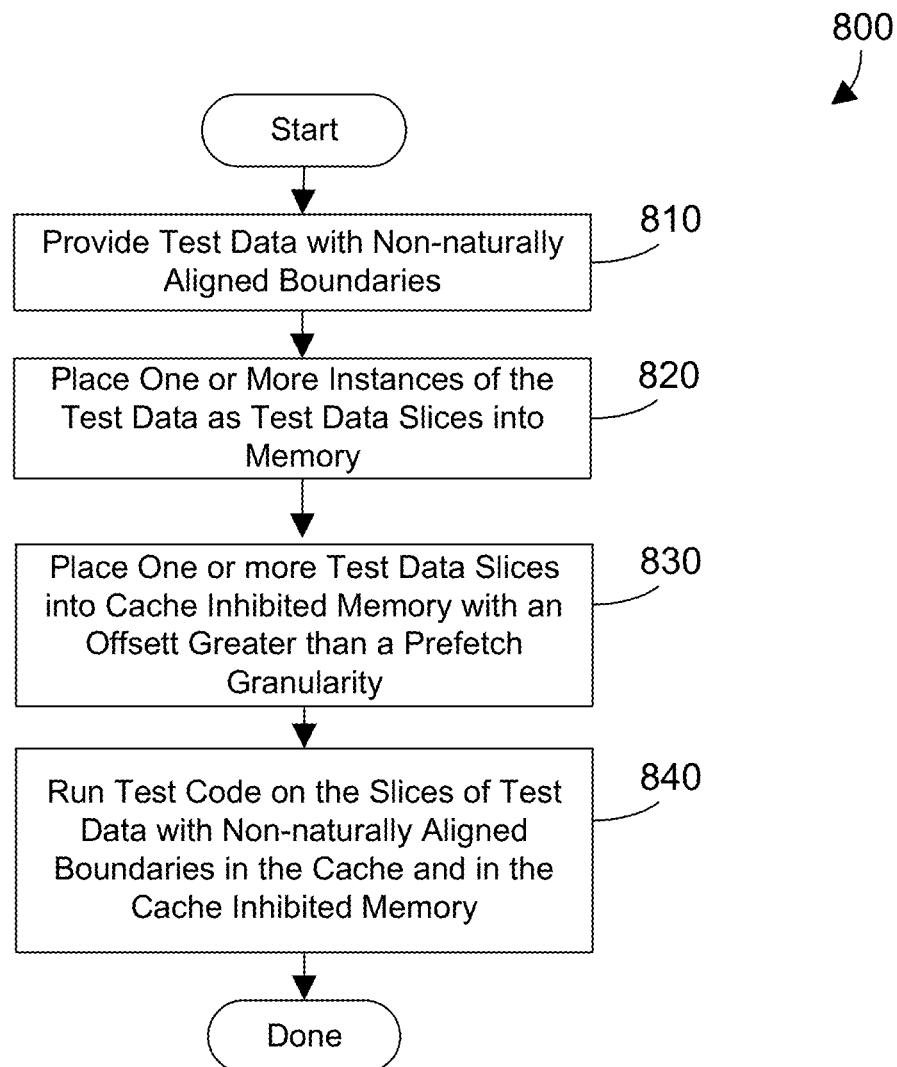 800
Start
810
Provide Test Data with Non-naturally
Aligned Boundaries
820
Place One or More Instances of the
Test Data as Test Data Slices into
Memory
830
Place One or more Test Data Slices
into Cache Inhibited Memory with an
Offsett Greater than a Prefetch
Granularity
840
Run Test Code on the Slices of Test
Data with Non-naturally Aligned
Boundaries in the Cache and in the
Cache Inhibited Memory
Done